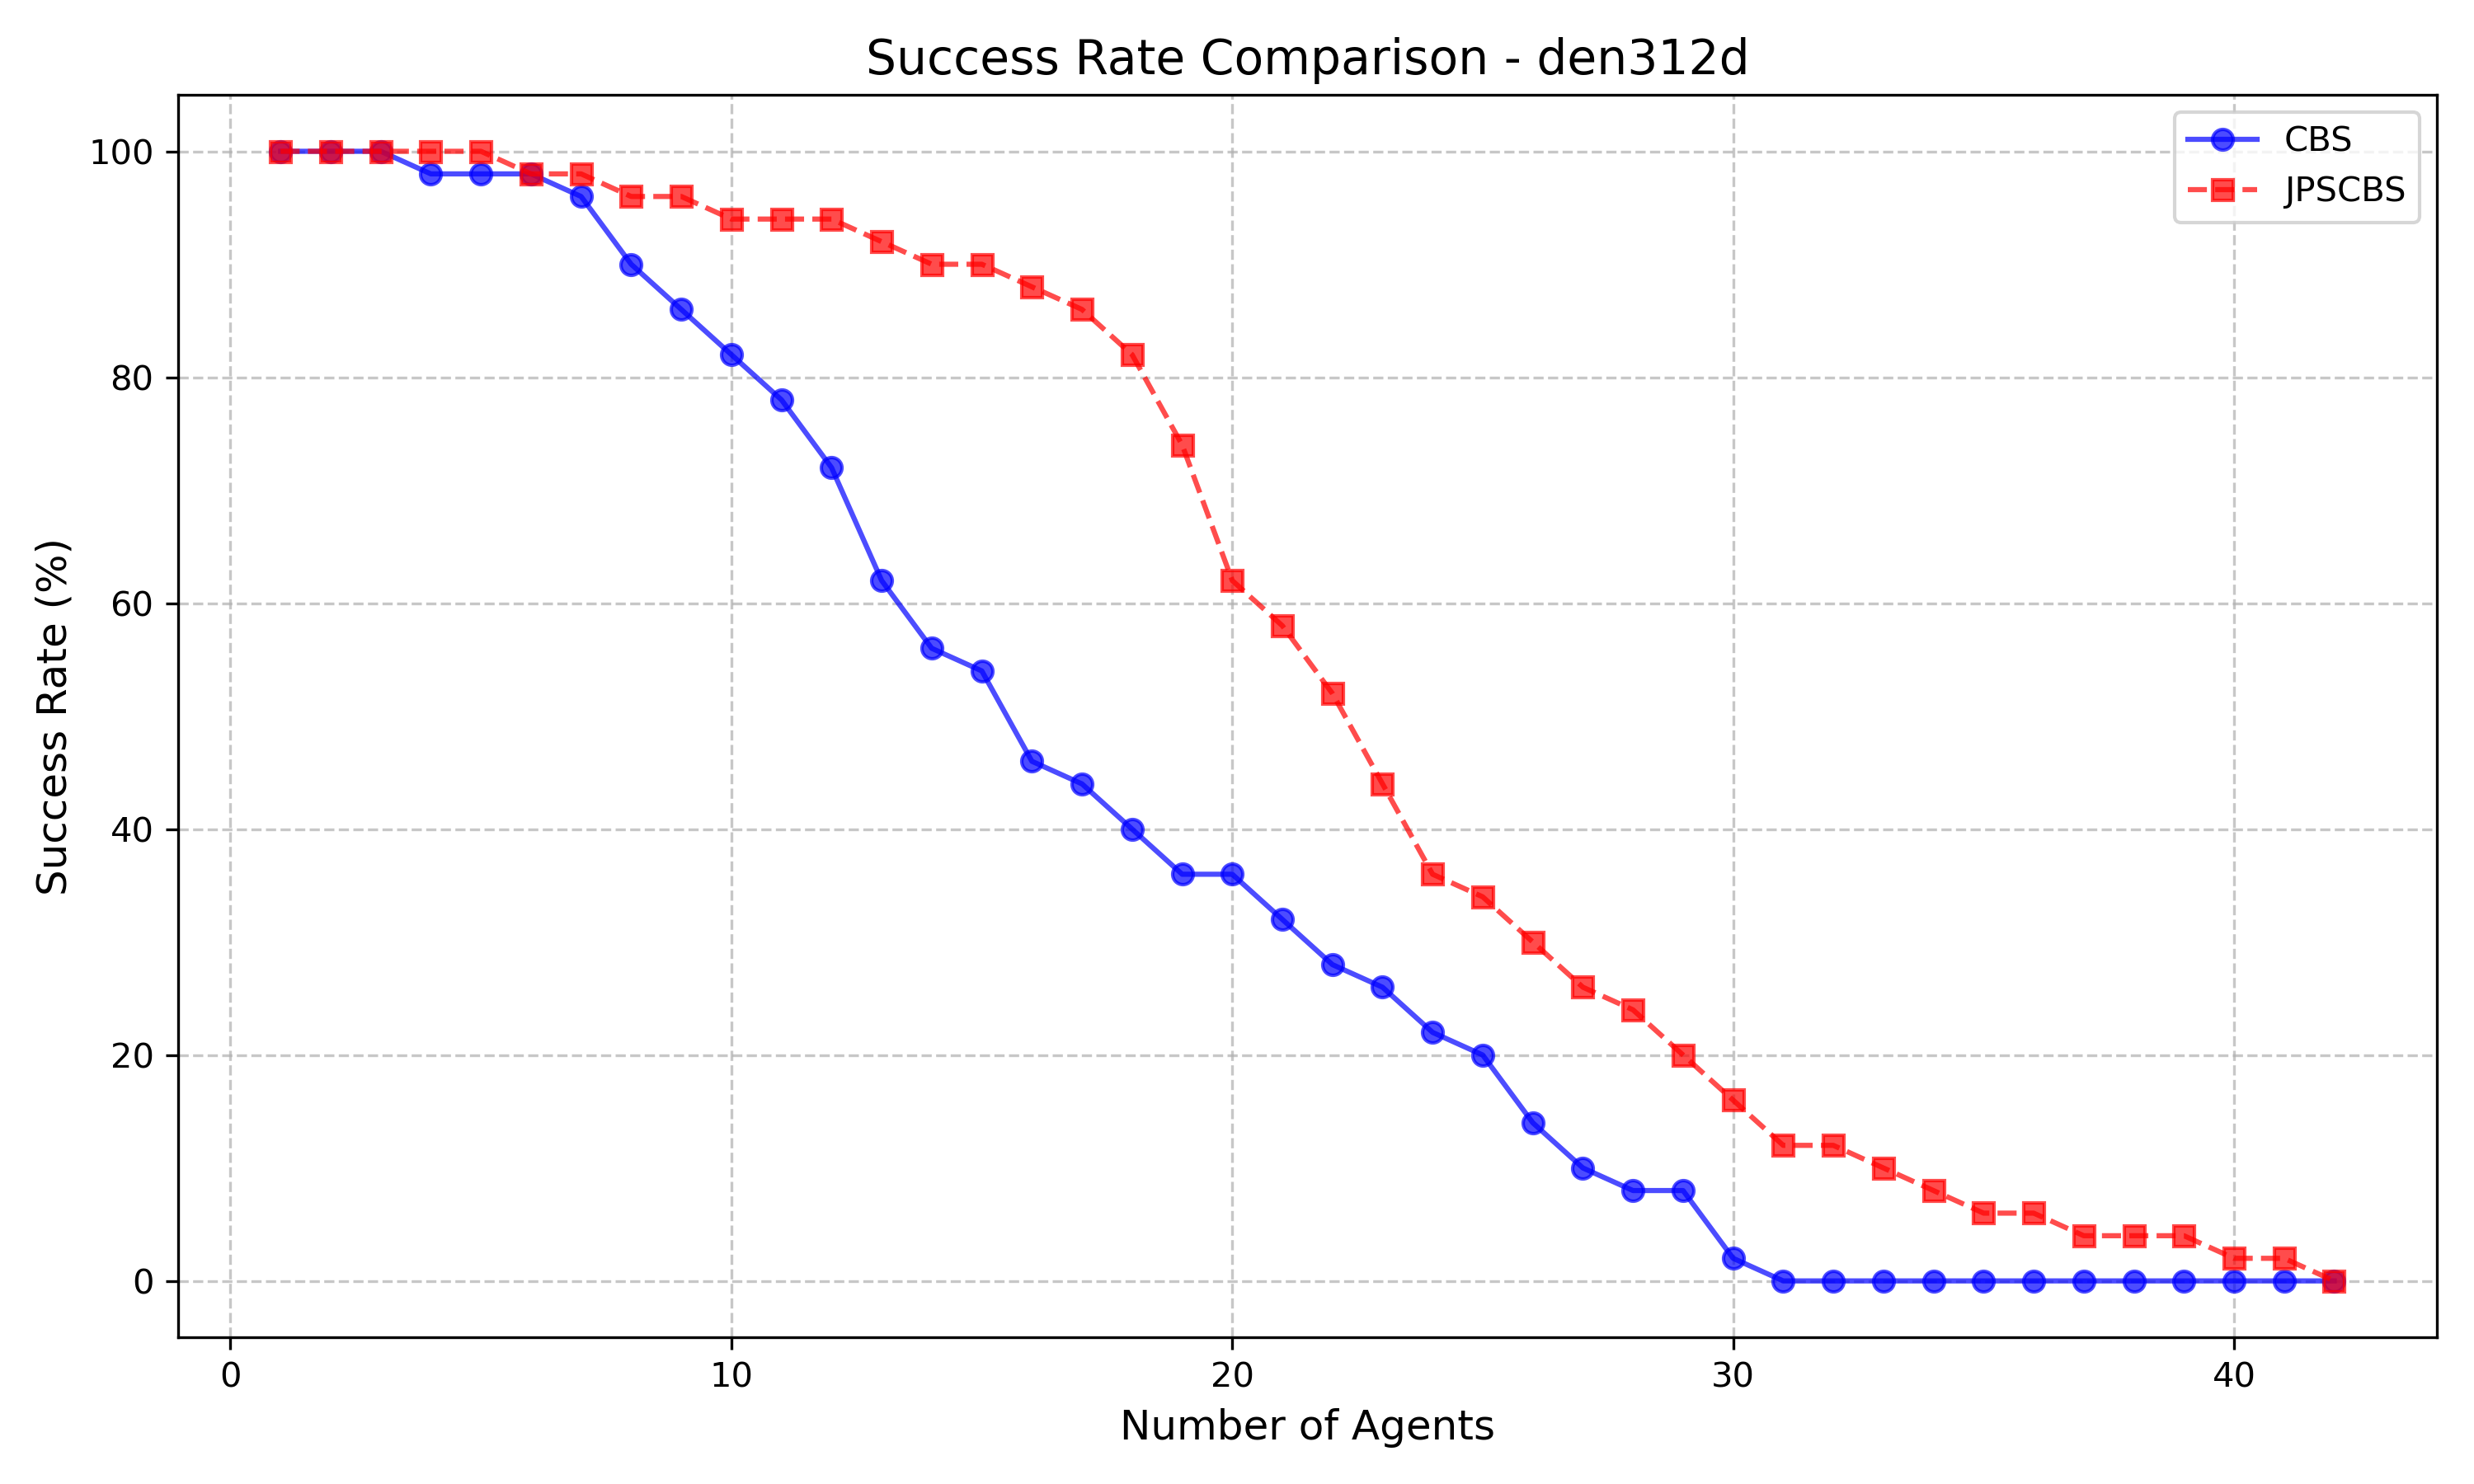 Success Rate Comparison - den312d
CBS
JPSCBS
100
80
60
40
20
0
Success Rate (%)
0 10 20 30 40
Number of Agents